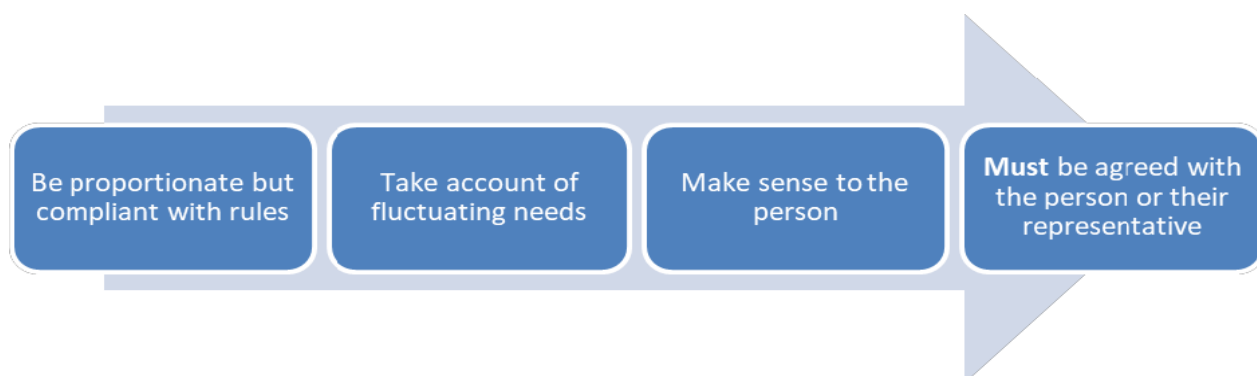 Be proportionate but
compliant with rules
Take account of
fluctuating needs
Make sense to the
person
Must be agreed with
the person or their
representative